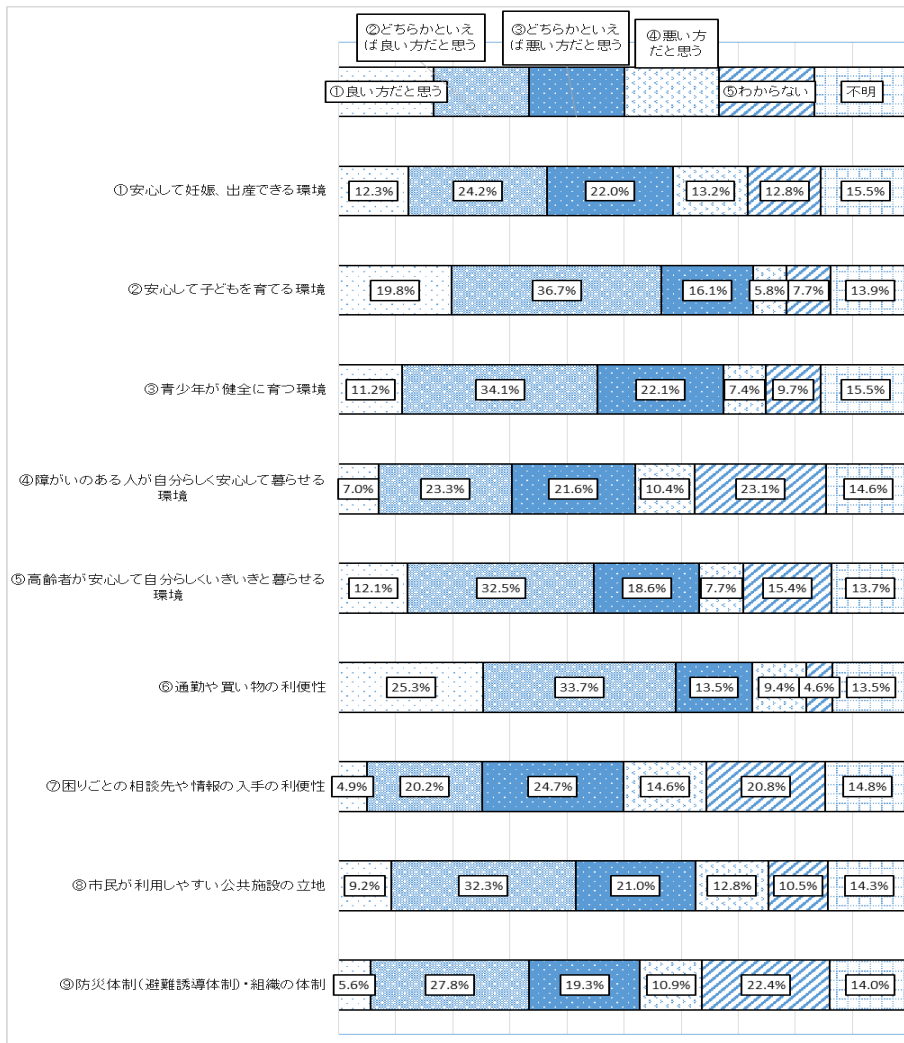 ②どちらかといえ
ば良い方だと思う
③どちらかといえ
ば悪い方だと思う
④悪い方
だと思う
①良い方だと思う
⑤わからない
不明
①安心して妊娠、出産できる環境
12.3% 24.2% 22.0% 13.2% 12.8% 15.5%
②安心して子どもを育てる環境
19.8% 36.7% 16.1% 5.8% 7.7% 13.9%
③青少年が健全に育つ環境
11.2% 34.1% 22.1% 7.4% 9.7% 15.5%
④障がいのある人が自分らしく安心して暮らせる
環境
7.0% 23.3% 21.6% 10.4% 23.1% 14.6%
⑤高齢者が安心して自分らしくいきいきと暮らせる
環境
12.1% 32.5% 18.6% 7.7% 15.4% 13.7%
⑥通勤や買い物の利便性
25.3% 33.7% 13.5% 9.4% 4.6% 13.5%
⑦困りごとの相談先や情報の入手の利便性
4.9% 20.2% 24.7% 14.6% 20.8% 14.8%
⑧市民が利用しやすい公共施設の立地
9.2% 32.3% 21.0% 12.8% 10.5% 14.3%
⑨防災体制(避難誘導体制)・組織の体制
5.6% 27.8% 19.3% 10.9% 22.4% 14.0%